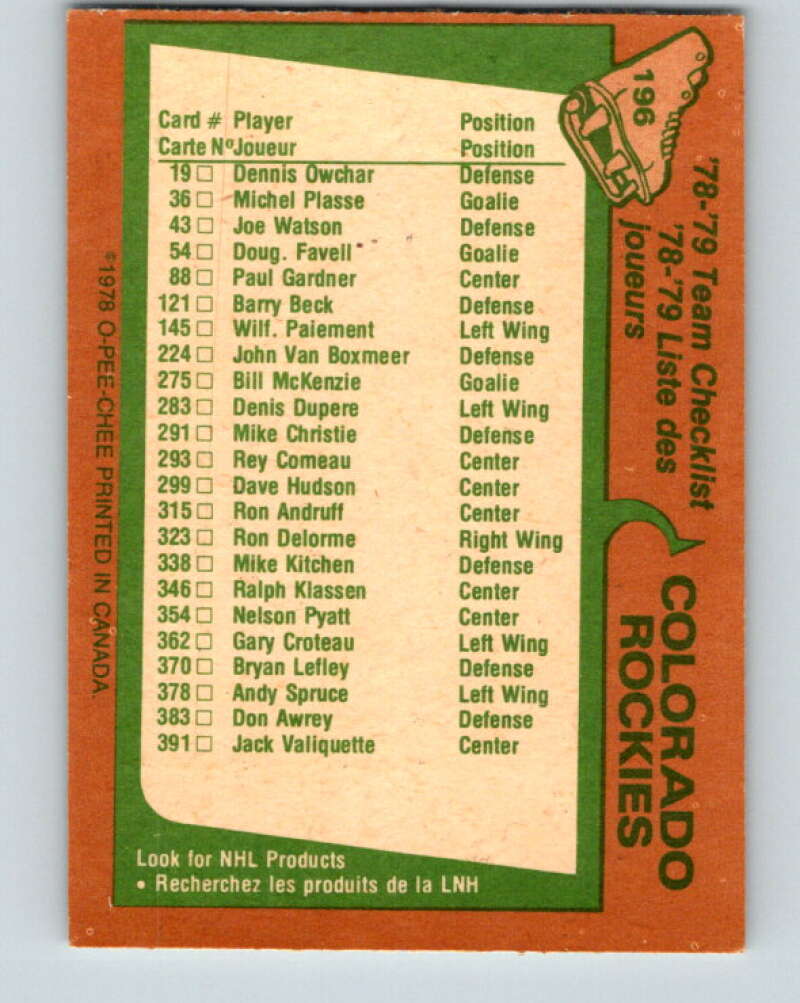 Card # Player Position
Carte Nº Joueur Position
19 □ Dennis Owchar Defense
36 □ Michel Plasse Goalie
43 □ Joe Watson Defense
54 □ Doug. Favell Goalie
88 □ Paul Gardner Center
121 □ Barry Beck Defense
145 □ Wilf. Paiement Left Wing
224 □ John Van Boxmeer Defense
275 □ Bill McKenzie Goalie
283 □ Denis Dupere Left Wing
291 □ Mike Christie Defense
293 □ Rey Comeau Center
299 □ Dave Hudson Center
315 □ Ron Andruff Center
323 □ Ron Delorme Right Wing
338 □ Mike Kitchen Defense
346 □ Ralph Klassen Center
354 □ Nelson Pyatt Center
362 □ Gary Croteau Left Wing
370 □ Bryan Lefley Defense
378 □ Andy Spruce Left Wing
383 □ Don Awrey Defense
391 □ Jack Valiquette Center
Look for NHL Products
• Recherchez les produits de la LNH
196
'78-'79 Team Checklist
'78-'79 Liste des
joueurs
COLORADO
ROCKIES
©1978 O-PEE-CHEE PRINTED IN CANADA.